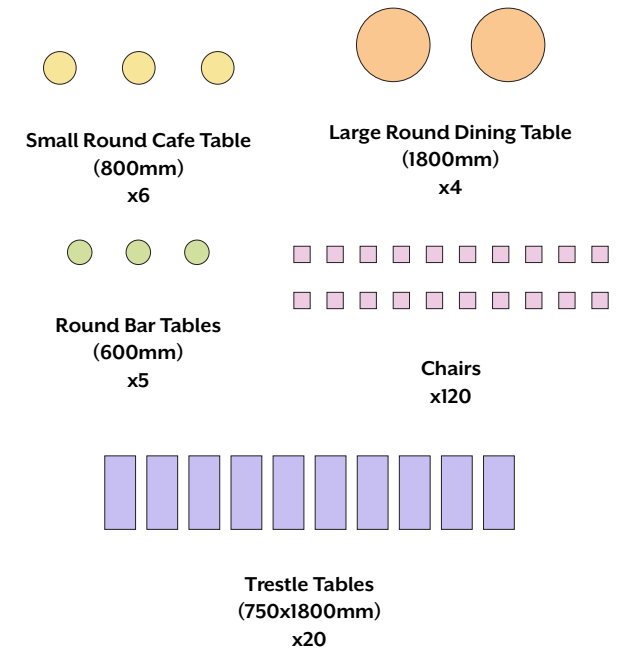 Small Round Cafe Table
(800mm)
x6
Large Round Dining Table
(1800mm)
x4
Round Bar Tables
(600mm)
x5
Chairs
x120
Trestle Tables
(750x1800mm)
x20